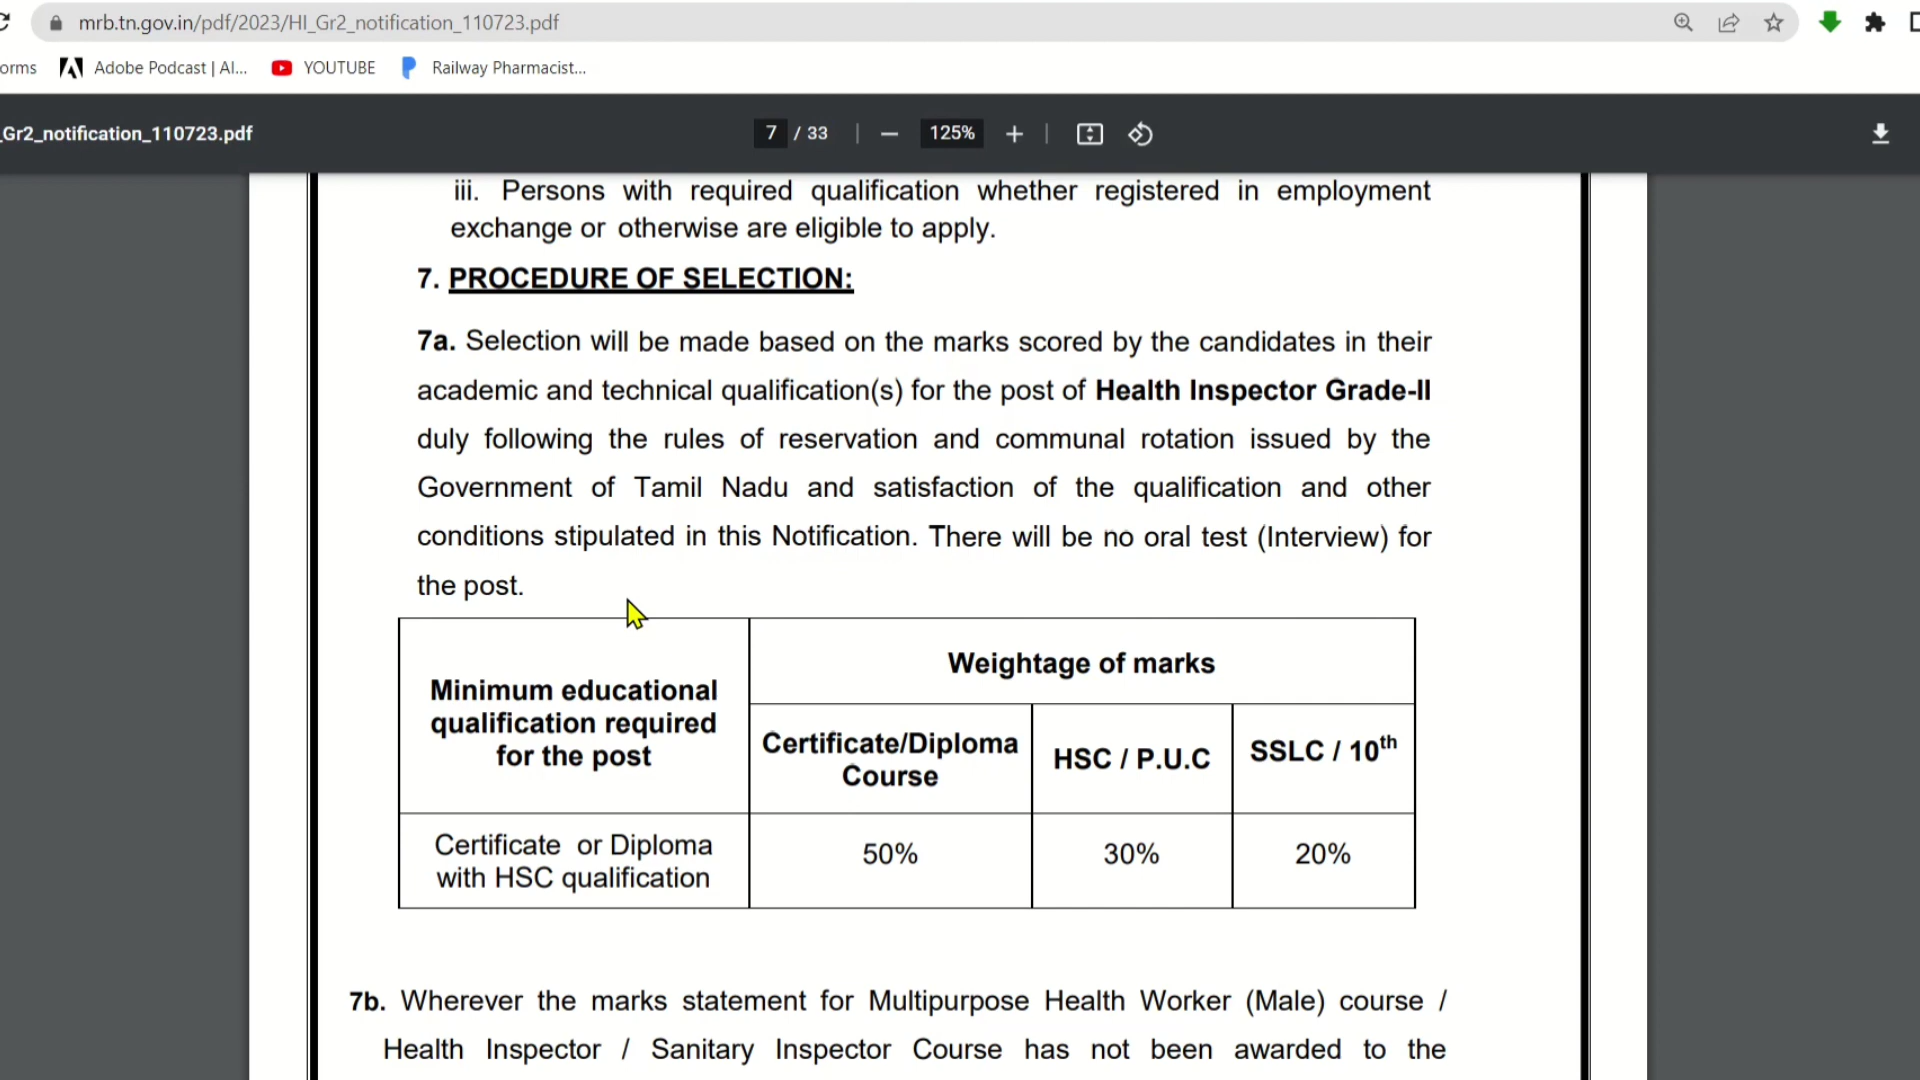 mrb.tn.gov.in/pdf/2023/HI_Gr2_notification_110723.pdf
orms Adobe Podcast | AI... YOUTUBE Railway Pharmacist...
_Gr2_notification_110723.pdf 7 / 33 125%
iii. Persons with required qualification whether registered in employment
exchange or otherwise are eligible to apply.
7. PROCEDURE OF SELECTION:
7a. Selection will be made based on the marks scored by the candidates in their
academic and technical qualification(s) for the post of Health Inspector Grade-II
duly following the rules of reservation and communal rotation issued by the
Government of Tamil Nadu and satisfaction of the qualification and other
conditions stipulated in this Notification. There will be no oral test (Interview) for
the post.
Minimum educational
qualification required
for the post
Weightage of marks
Certificate/Diploma
Course
HSC / P.U.C
SSLC / 10th
Certificate or Diploma
with HSC qualification
50%
30%
20%
7b. Wherever the marks statement for Multipurpose Health Worker (Male) course /
Health Inspector / Sanitary Inspector Course has not been awarded to the